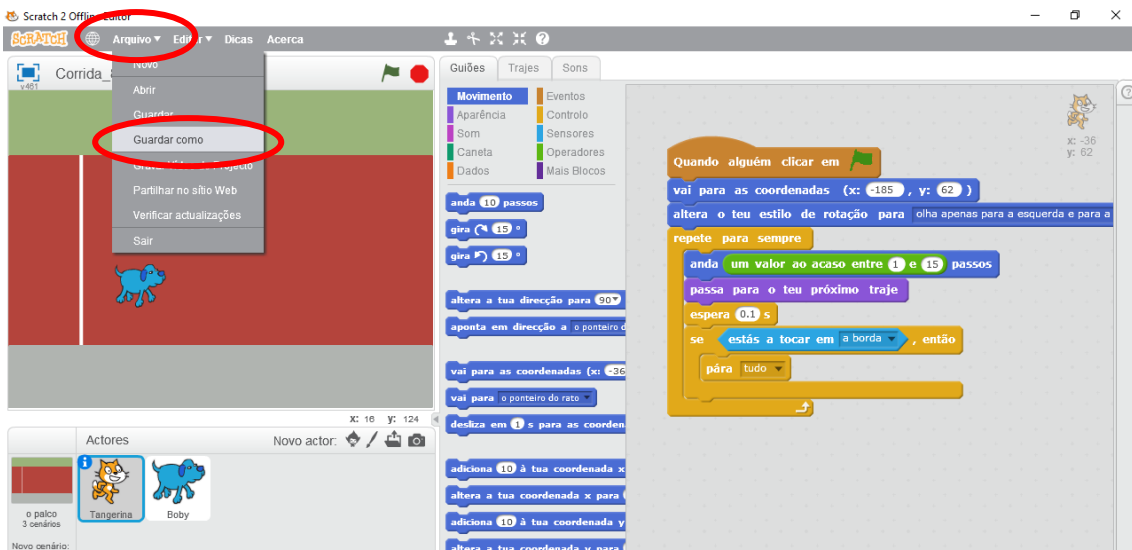 Scratch 2 Offline Editor
SCRATCH Arquivo Editar Dicas Acerca
v461
Corrida_
Novo
Abrir
Guardar
Guardar como
Gravar Vídeo do Projecto
Partilhar no sítio Web
Verificar actualizações
Sair
X: 16 y: 124
Actores
Novo actor:
o palco
3 cenários
Tangerina
Boby
Novo cenário:
Guiões Trajes Sons
Movimento Eventos
Aparência Controlo
Som Sensores
Caneta Operadores
Dados Mais Blocos
anda 10 passos
gira 15 º
gira 15 º
altera a tua direcção para 90
aponta em direcção a o ponteiro d
vai para as coordenadas (x: -36
vai para o ponteiro do rato
desliza em 1 s para as coorden
adiciona 10 à tua coordenada x
altera a tua coordenada x para
adiciona 10 à tua coordenada y
altera a tua coordenada y para
x: -36
y: 62
Quando alguém clicar em
vai para as coordenadas (x: -185 , y: 62 )
altera o teu estilo de rotação para olha apenas para a esquerda e para a
repete para sempre
anda um valor ao acaso entre 1 e 15 passos
passa para o teu próximo traje
espera 0.1 s
se estás a tocar em a borda , então
pára tudo